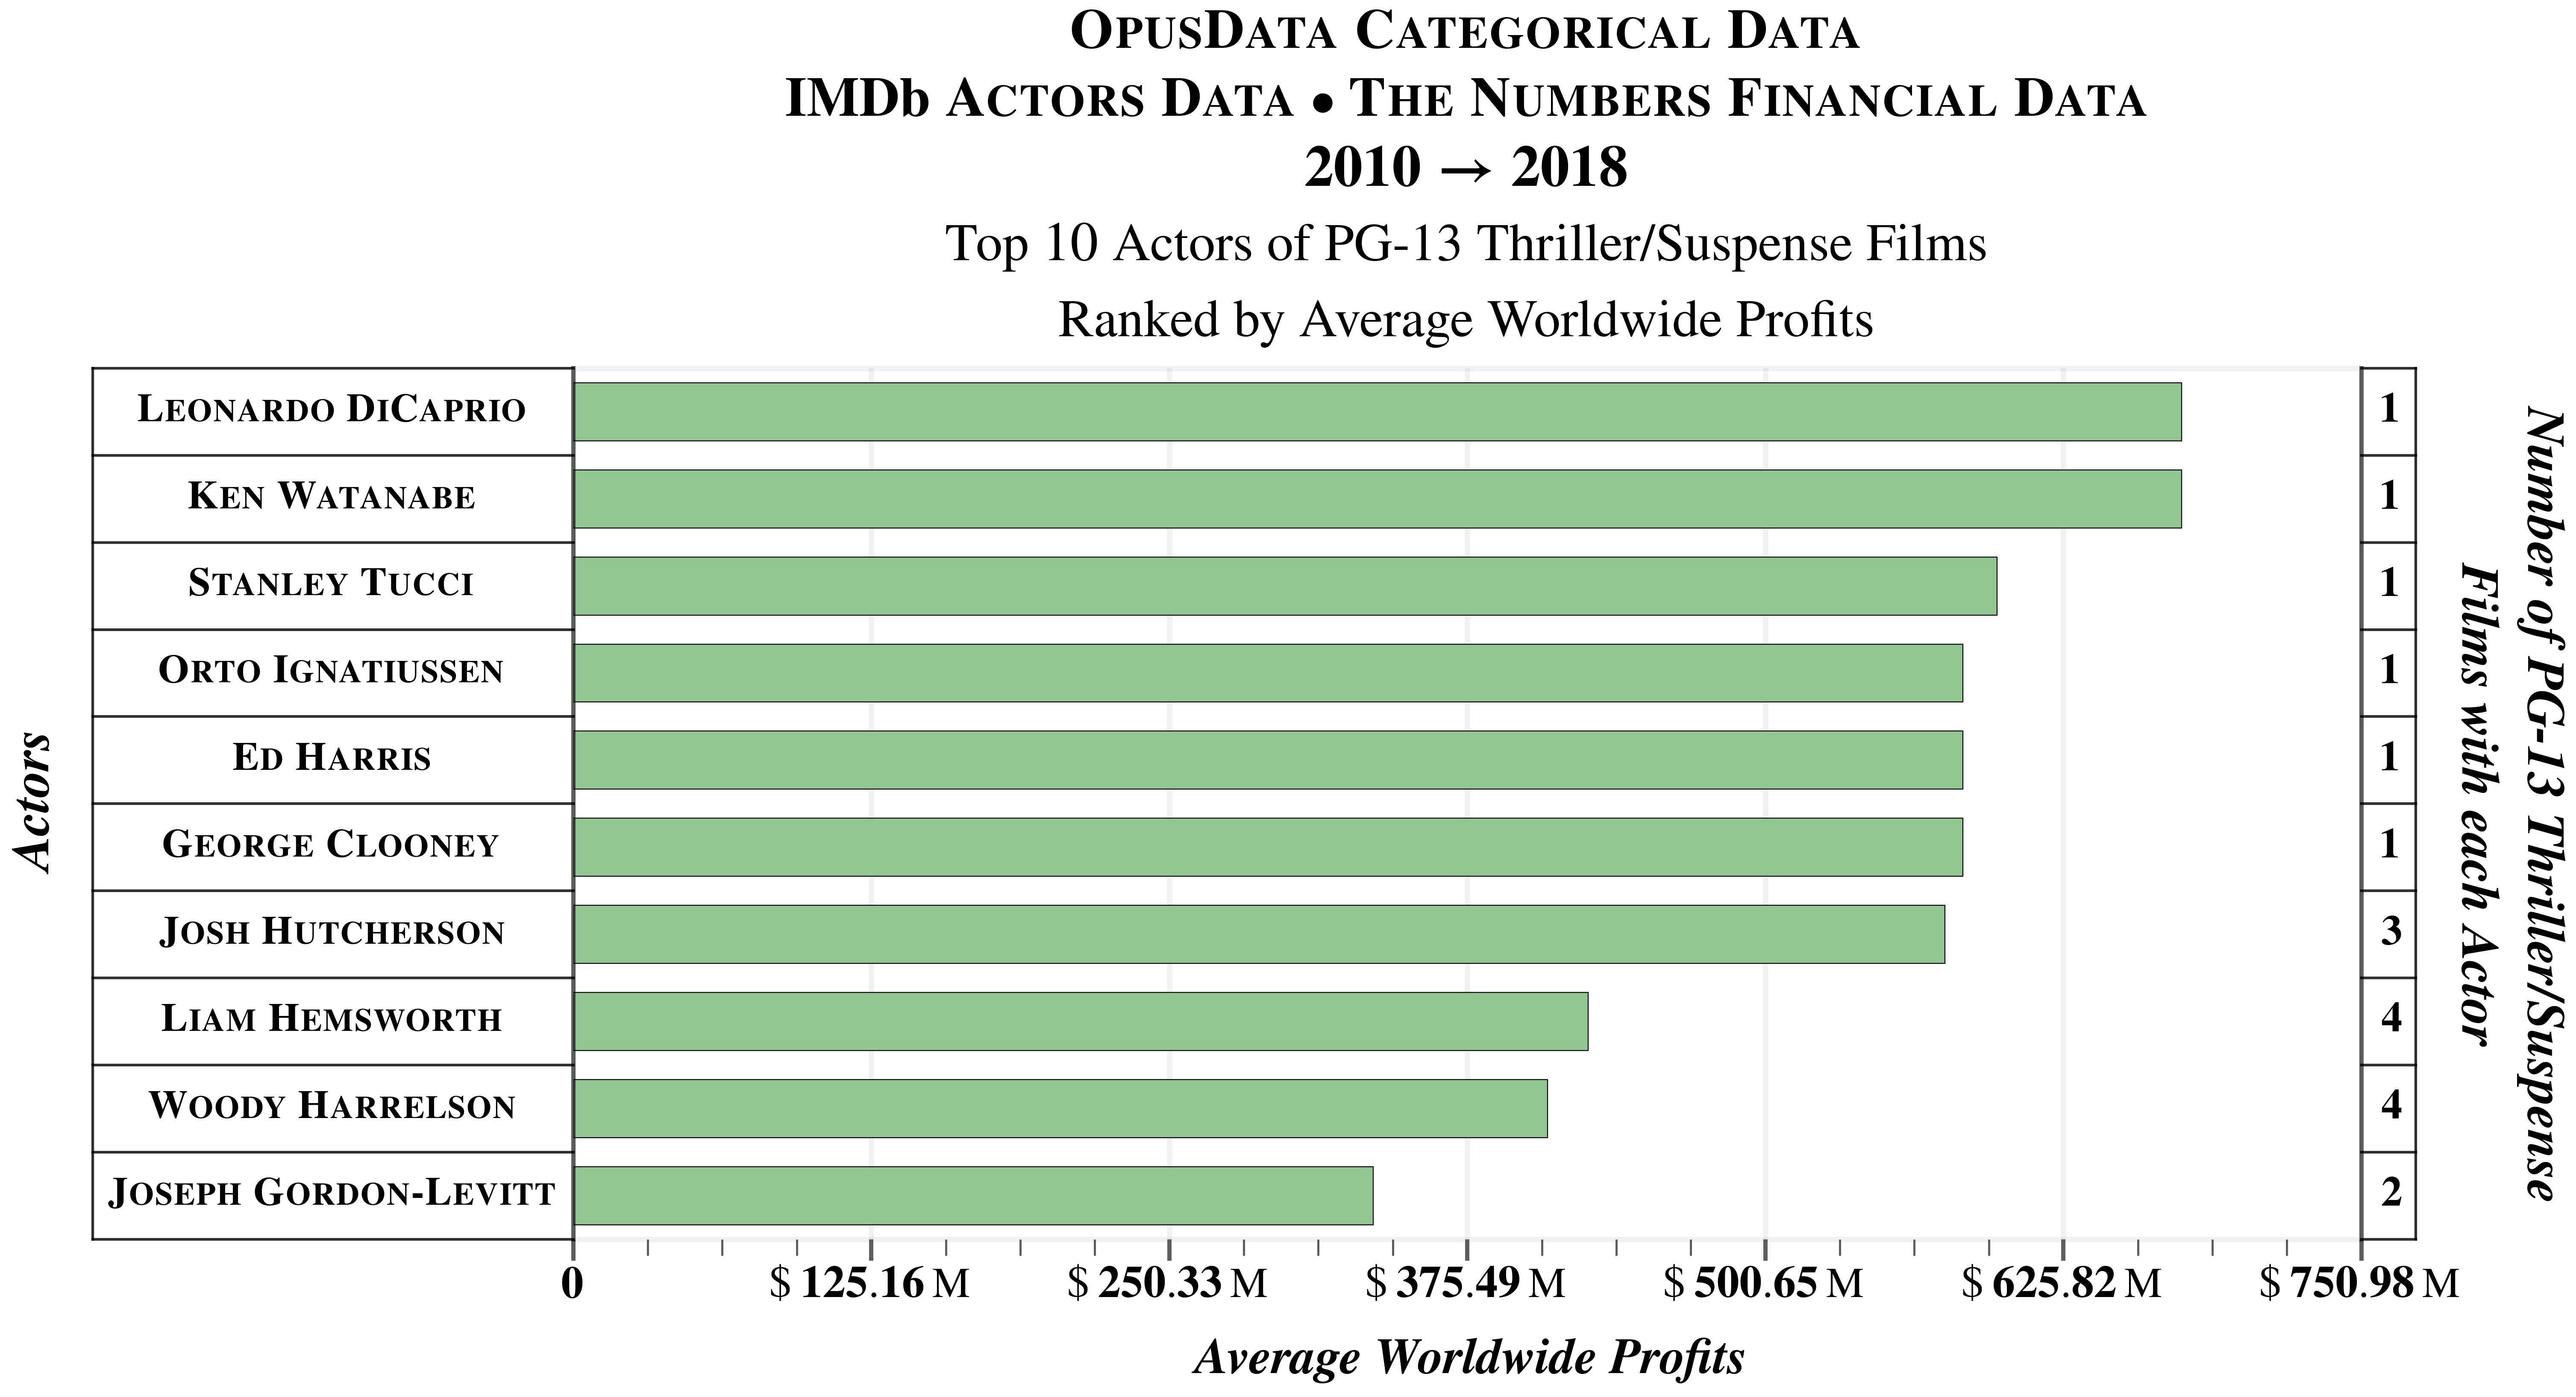 OpusData Categorical Data
IMDb Actors Data • The Numbers Financial Data
2010 → 2018
Top 10 Actors of PG-13 Thriller/Suspense Films
Ranked by Average Worldwide Profits
Actors
Leonardo DiCaprio 1
Ken Watanabe 1
Stanley Tucci 1
Orto Ignatiussen 1
Ed Harris 1
George Clooney 1
Josh Hutcherson 3
Liam Hemsworth 4
Woody Harrelson 4
Joseph Gordon-Levitt 2
Number of PG-13 Thriller/Suspense
Films with each Actor
0 $ 125.16 M $ 250.33 M $ 375.49 M $ 500.65 M $ 625.82 M $ 750.98 M
Average Worldwide Profits